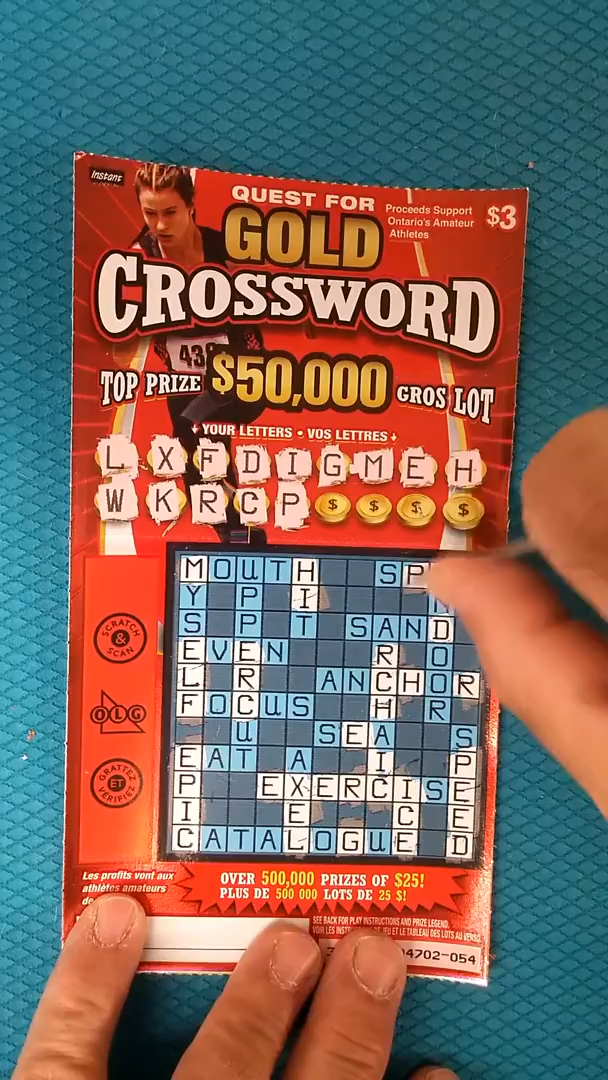 Instant
QUEST FOR
GOLD
CROSSWORD
Proceeds Support
Ontario's Amateur
Athletes
$3
TOP PRIZE $50,000 GROS LOT
YOUR LETTERS • VOS LETTRES
L X F D I G M E H
W K R C P $ $ $ $
MOUTH SP
Y P I
S P T SAND
EVEN R O
L R ANCHOR
FOCUS H R
U SEA S
EAT A I P
P EXERCISE
I E C E
CATALOGUE D
SCRATCH & SCAN
OLG
GRATTEZ ET VÉRIFIEZ
Les profits vont aux
athlètes amateurs
OVER 500,000 PRIZES OF $25!
PLUS DE 500 000 LOTS DE 25 $!
SEE BACK FOR PLAY INSTRUCTIONS AND PRIZE LEGEND.
4702-054